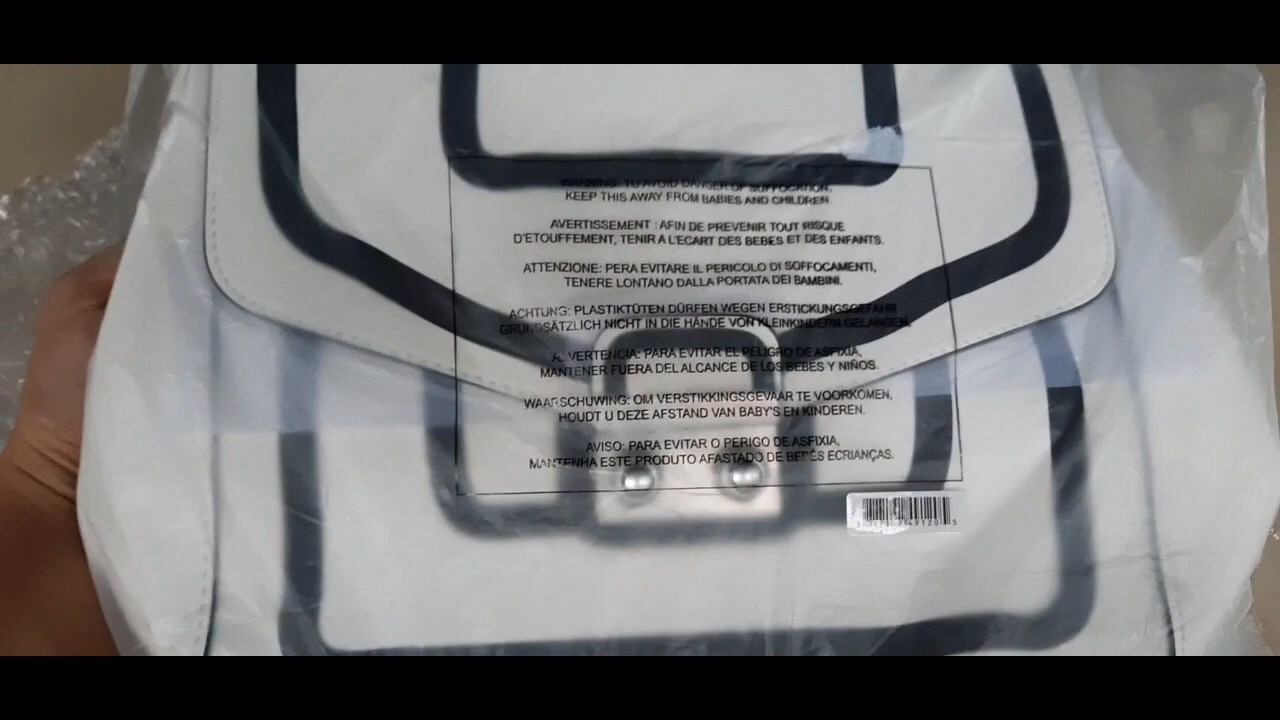 WARNING: TO AVOID DANGER OF SUFFOCATION,
KEEP THIS AWAY FROM BABIES AND CHILDREN
AVERTISSEMENT : AFIN DE PREVENIR TOUT RISQUE
D'ETOUFFEMENT, TENIR A L'ECART DES BEBES ET DES ENFANTS.
ATTENZIONE: PERA EVITARE IL PERICOLO DI SOFFOCAMENTI,
TENERE LONTANO DALLA PORTATA DEI BAMBINI.
ACHTUNG: PLASTIKTÜTEN DÜRFEN WEGEN ERSTICKUNGSGEFAHR
GRUNDSÄTZLICH NICHT IN DIE HÄNDE VON KLEINKINDERN GELANGEN.
ADVERTENCIA: PARA EVITAR EL PELIGRO DE ASFIXIA,
MANTENER FUERA DEL ALCANCE DE LOS BEBES Y NIÑOS.
WAARSCHUWING: OM VERSTIKKINGSGEVAAR TE VOORKOMEN,
HOUDT U DEZE AFSTAND VAN BABY'S EN KINDEREN.
AVISO: PARA EVITAR O PERIGO DE ASFIXIA,
MANTENHA ESTE PRODUTO AFASTADO DE BEBÉS ECRIANÇAS.